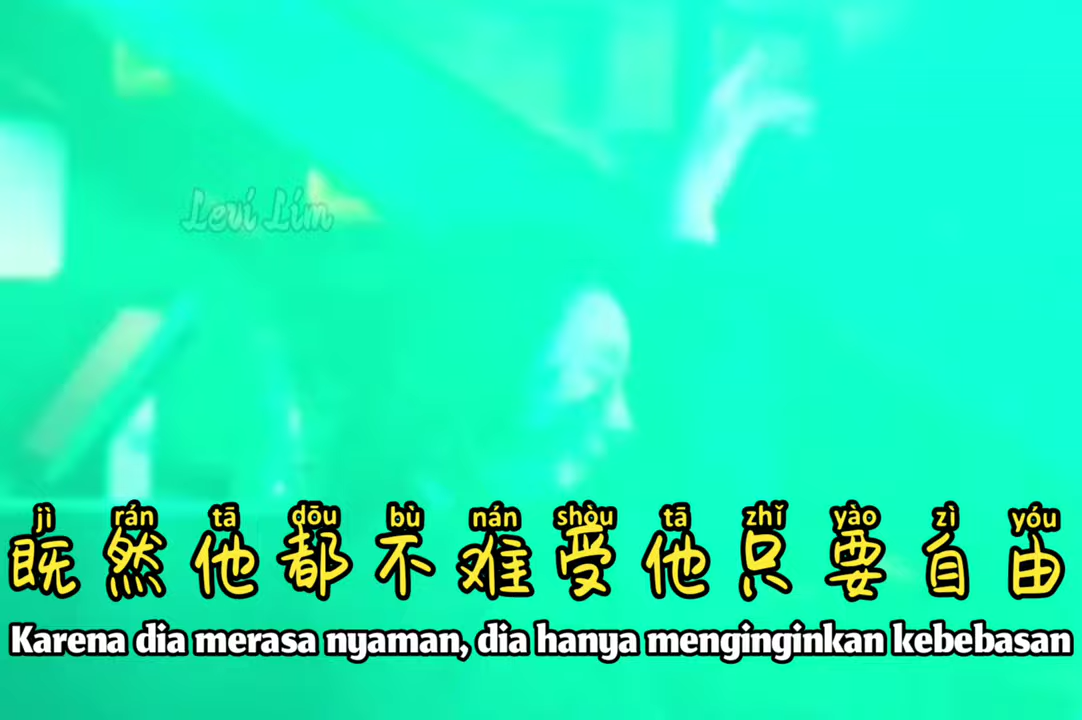 Levi Lim
jì rán tā dōu bù nán shòu tā zhǐ yào zì yóu
既然他都不难受他只要自由
Karena dia merasa nyaman, dia hanya menginginkan kebebasan